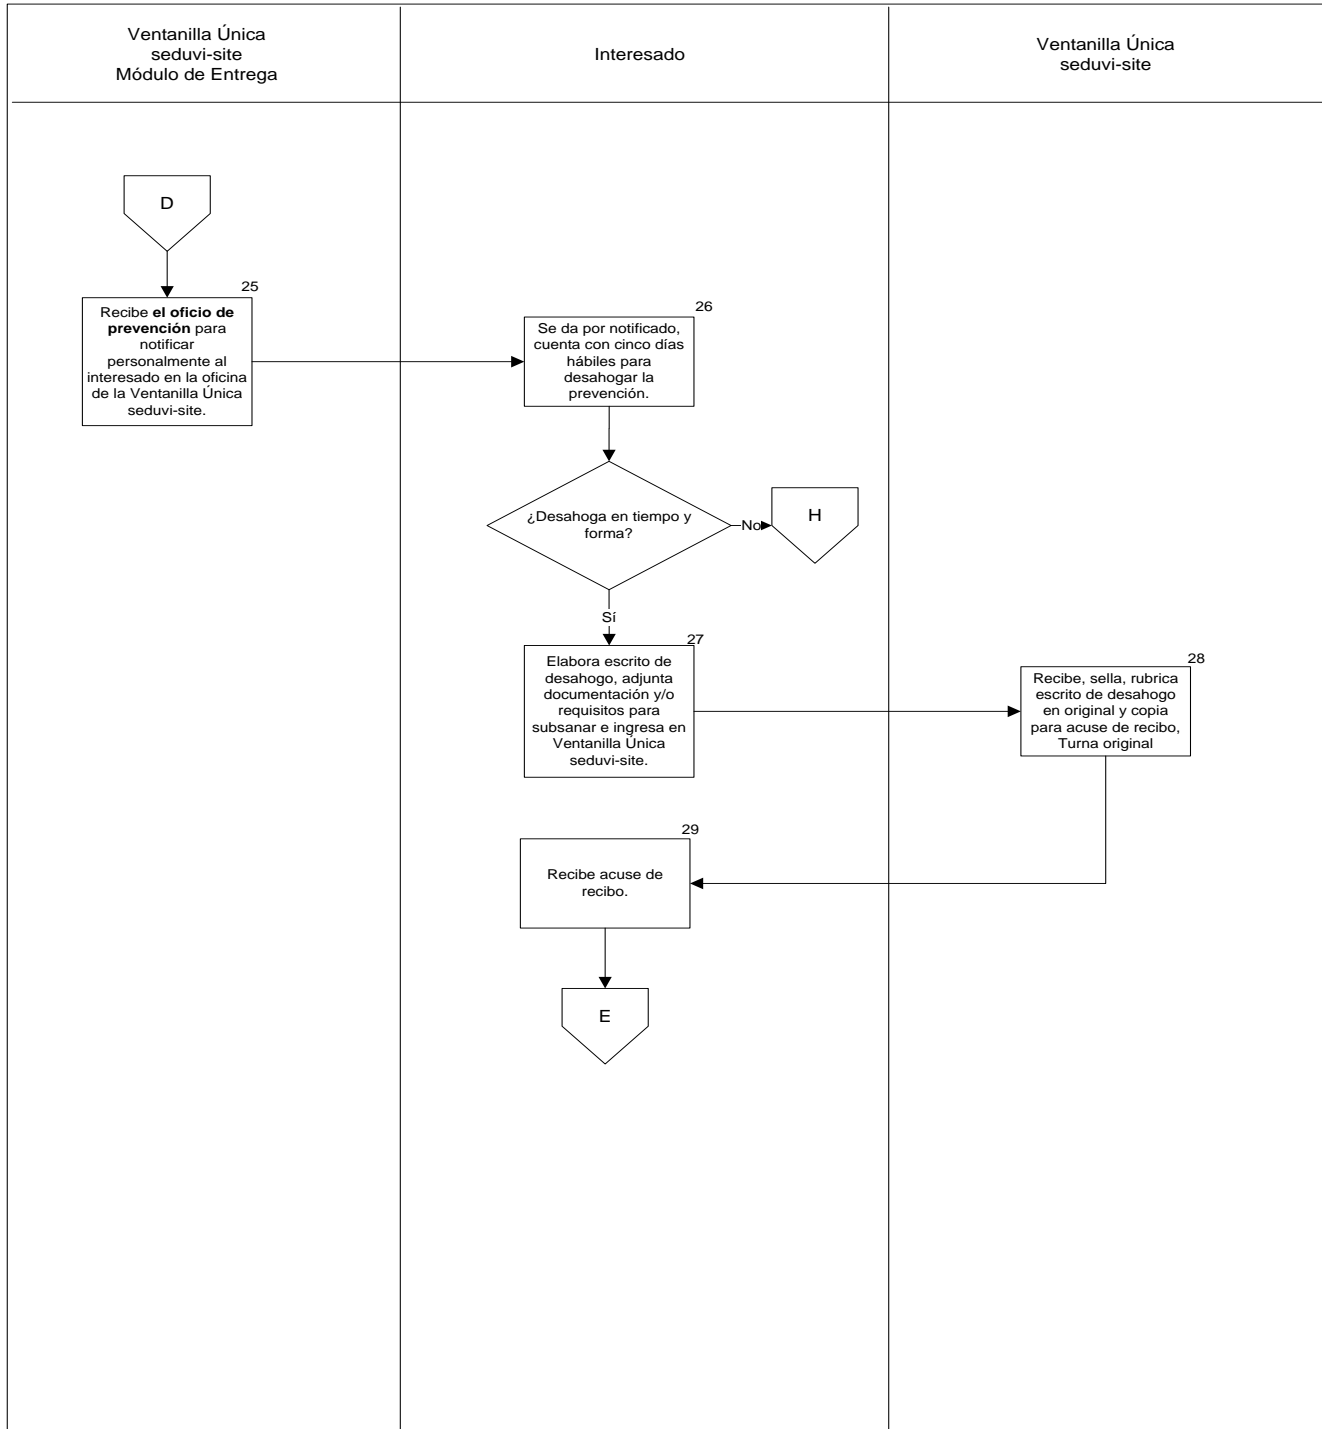 Ventanilla Única
seduvi-site
Módulo de Entrega
Interesado
Ventanilla Única
seduvi-site
D
25
Recibe el oficio de
prevención para
notificar
personalmente al
interesado en la oficina
de la Ventanilla Única
seduvi-site.
26
Se da por notificado,
cuenta con cinco días
hábiles para
desahogar la
prevención.
¿Desahoga en tiempo y
forma?
No
H
Sí
27
Elabora escrito de
desahogo, adjunta
documentación y/o
requisitos para
subsanar e ingresa en
Ventanilla Única
seduvi-site.
28
Recibe, sella, rubrica
escrito de desahogo
en original y copia
para acuse de recibo,
Turna original
29
Recibe acuse de
recibo.
E